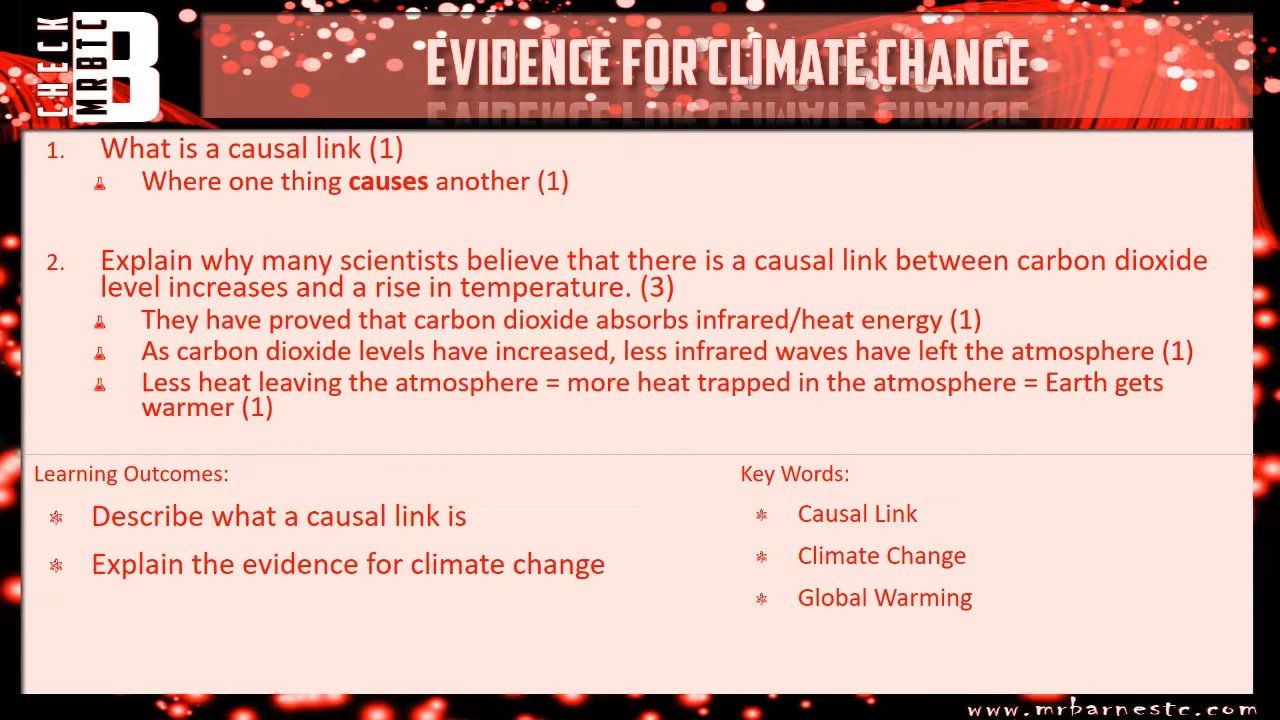 CHECK
MRBTC
B
EVIDENCE FOR CLIMATE CHANGE
1. What is a causal link (1)
Where one thing causes another (1)
2. Explain why many scientists believe that there is a causal link between carbon dioxide
level increases and a rise in temperature. (3)
They have proved that carbon dioxide absorbs infrared/heat energy (1)
As carbon dioxide levels have increased, less infrared waves have left the atmosphere (1)
Less heat leaving the atmosphere = more heat trapped in the atmosphere = Earth gets
warmer (1)
Learning Outcomes:
Describe what a causal link is
Explain the evidence for climate change
Key Words:
Causal Link
Climate Change
Global Warming
www.mrbarnestc.com